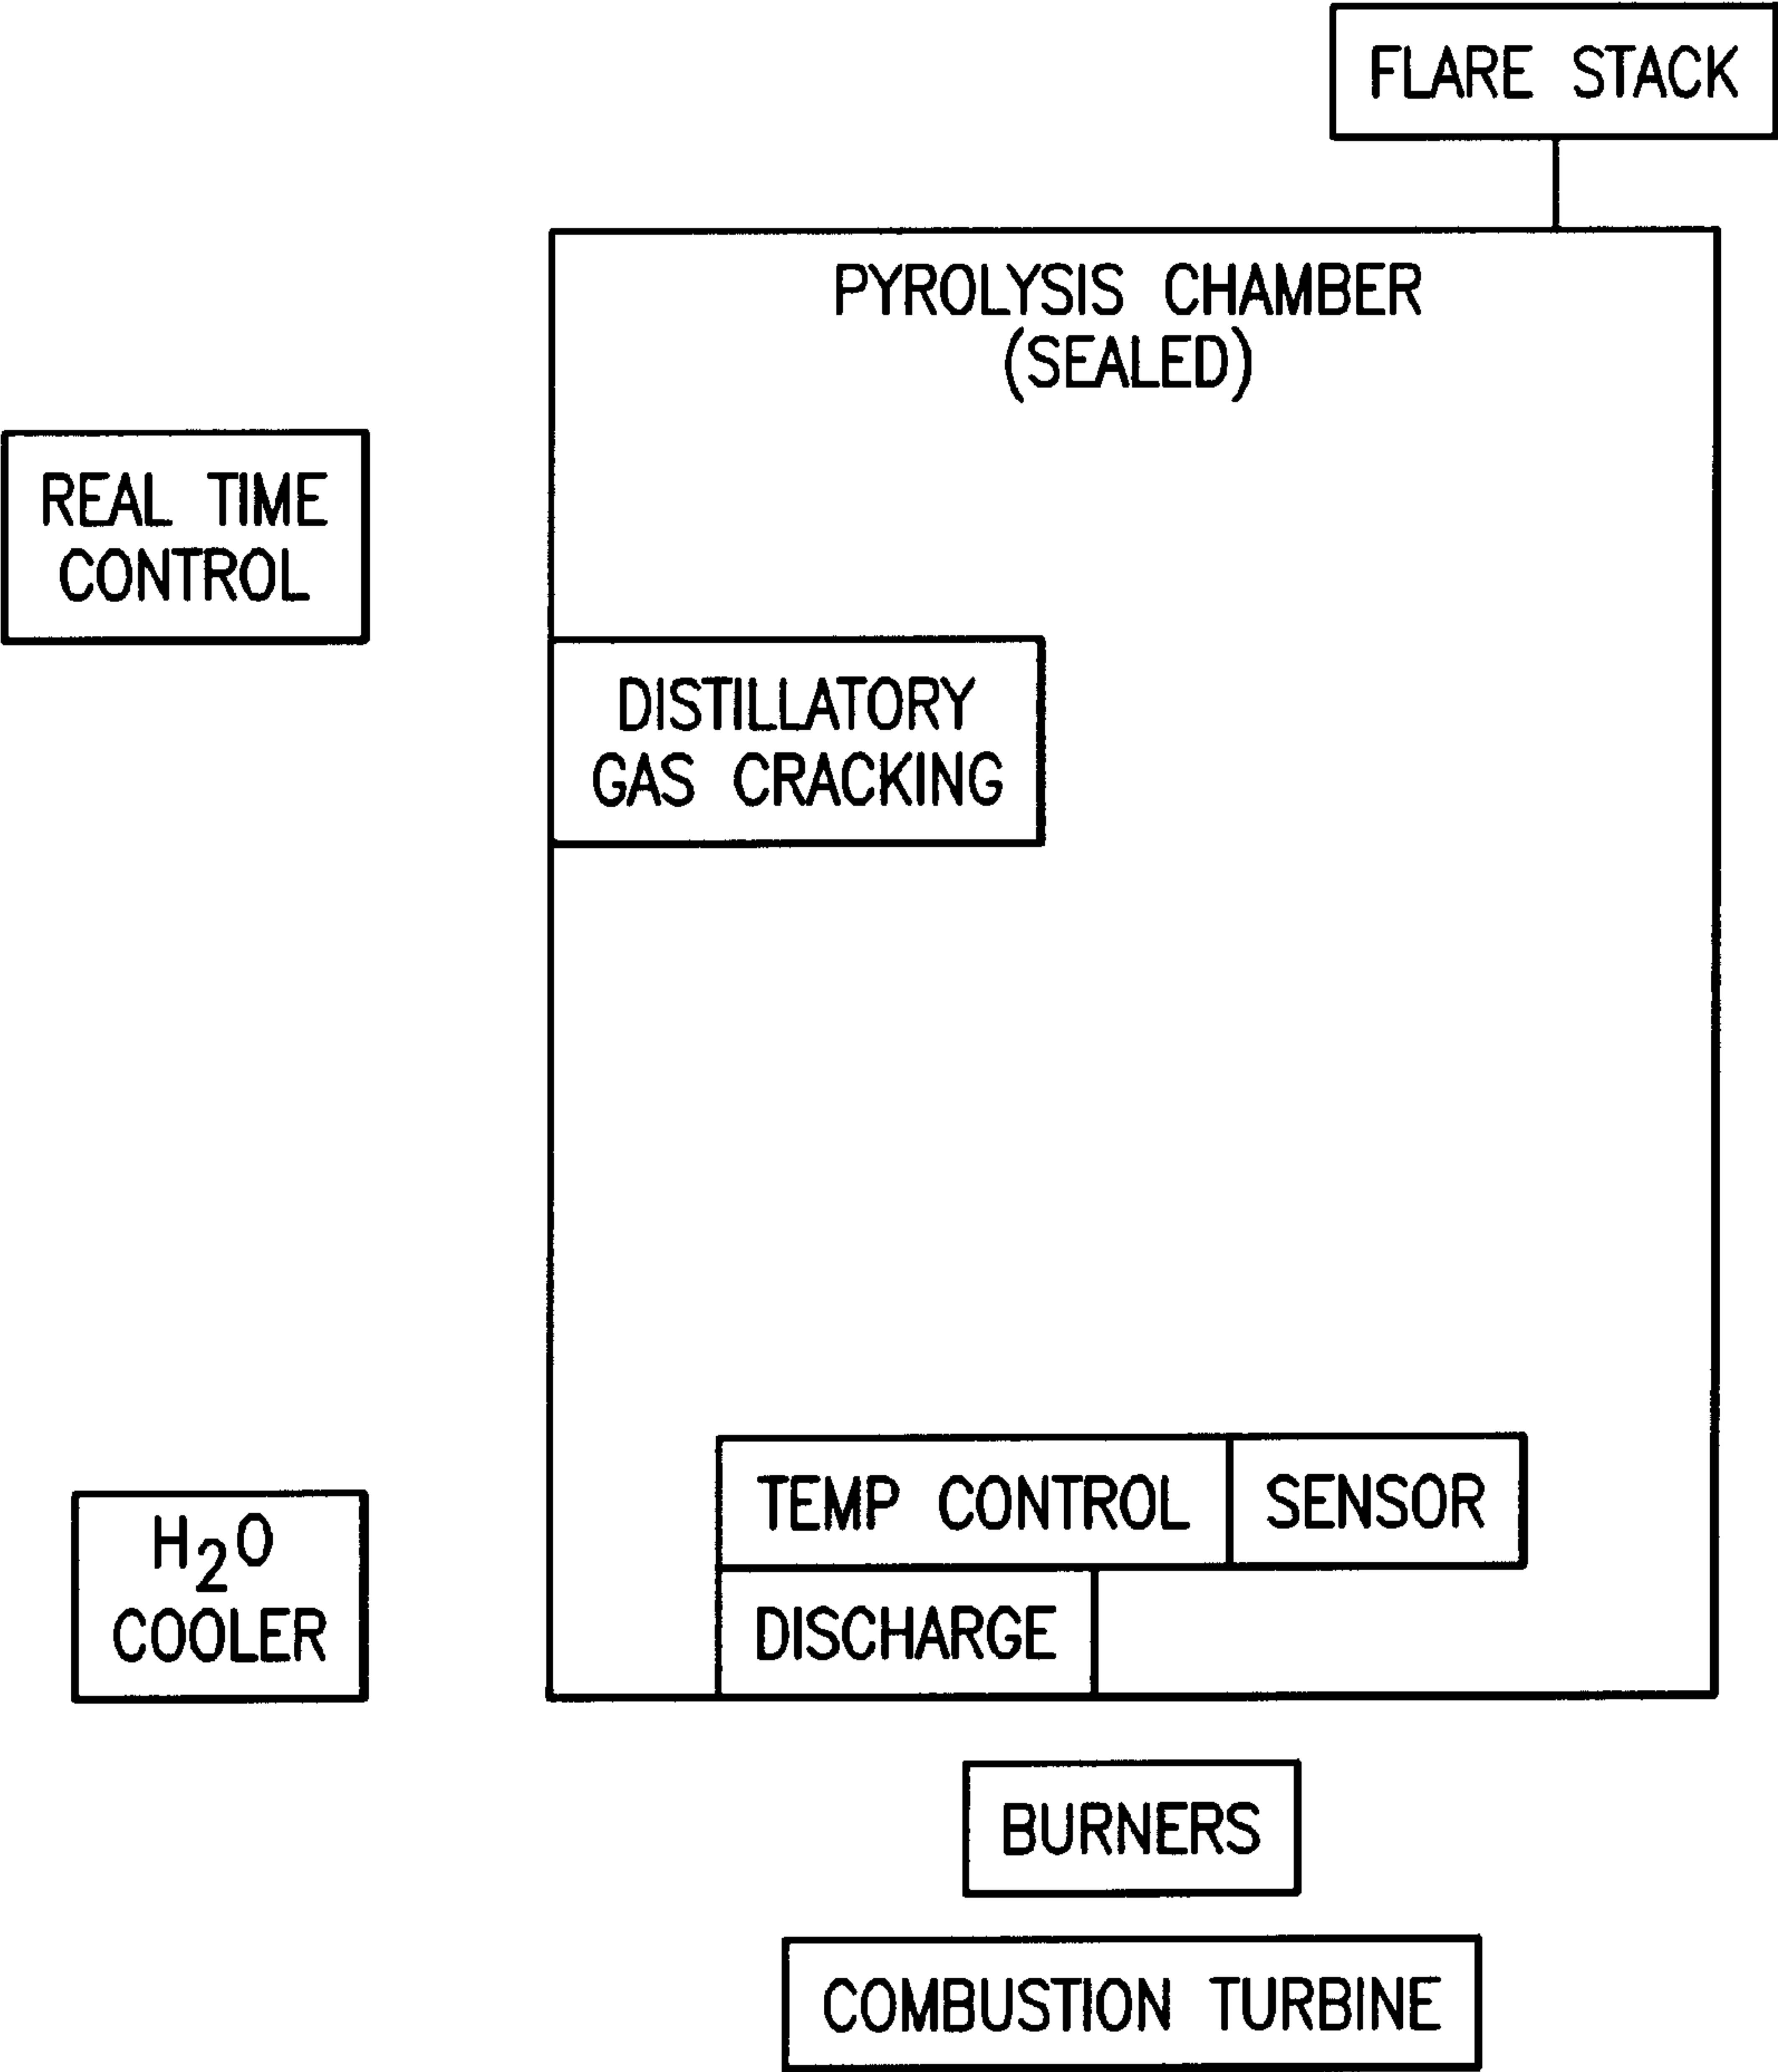 FLARE STACK
PYROLYSIS CHAMBER
(SEALED)
REAL TIME
CONTROL
DISTILLATORY
GAS CRACKING
TEMP CONTROL
SENSOR
H₂O
COOLER
DISCHARGE
BURNERS
COMBUSTION TURBINE